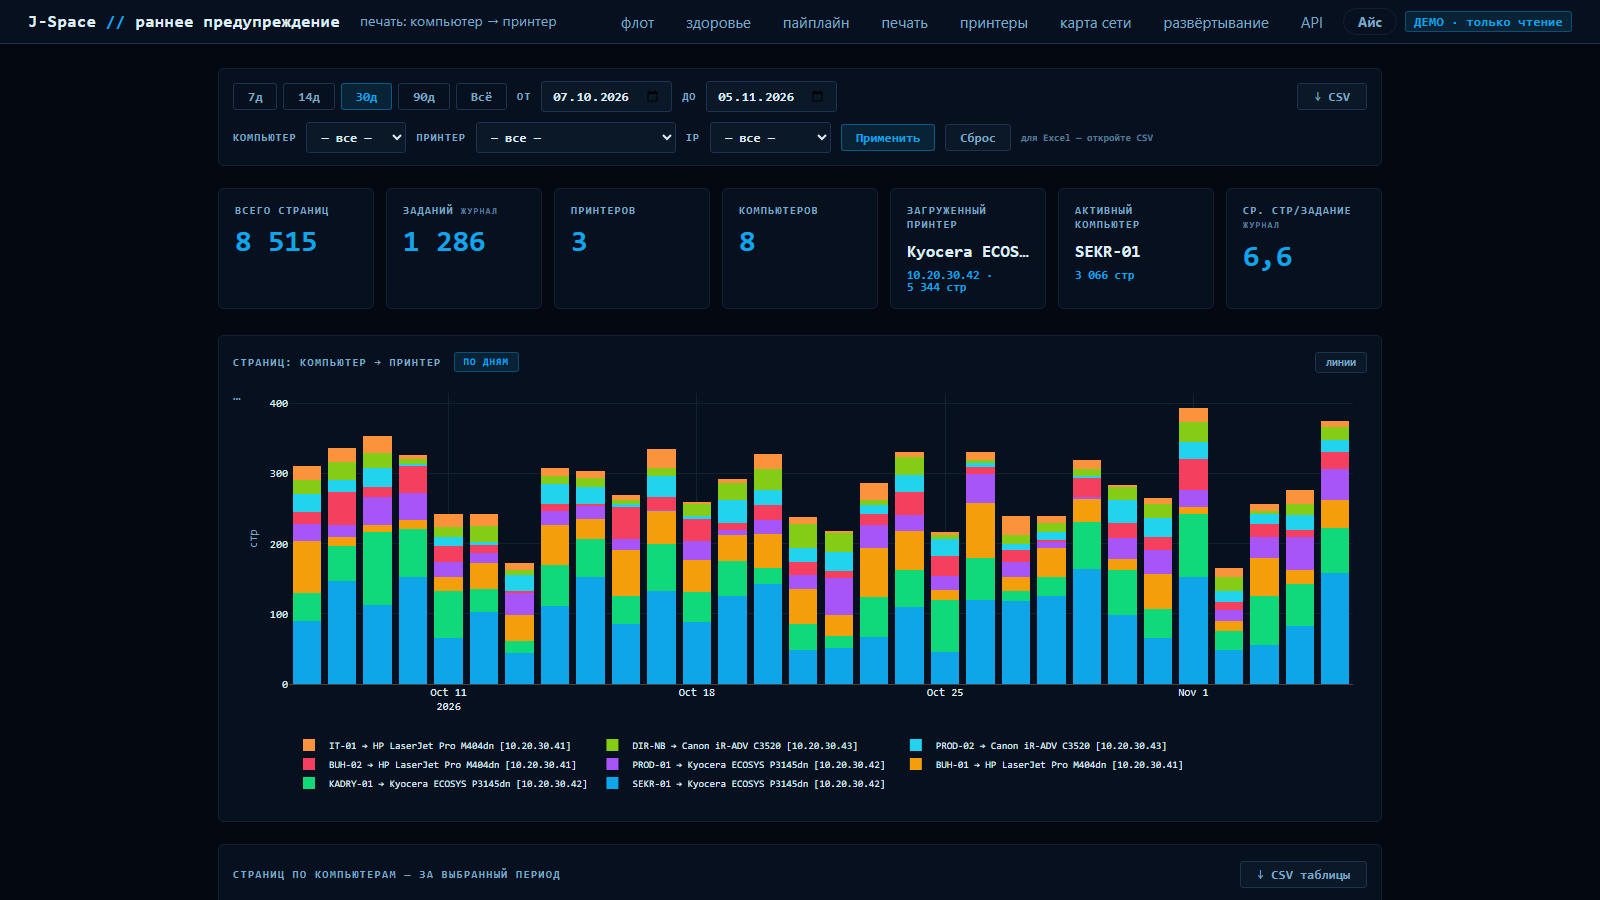 J-Space // раннее предупреждение
печать: компьютер → принтер
флот
здоровье
пайплайн
печать
принтеры
карта сети
развёртывание
API
Айс
ДЕМО · только чтение
7д
14д
30д
90д
Всё
ОТ
07.10.2026
ДО
05.11.2026
↓ CSV
КОМПЬЮТЕР
— все —
ПРИНТЕР
— все —
IP
— все —
Применить
Сброс
для Excel — откройте CSV
ВСЕГО СТРАНИЦ
8 515
ЗАДАНИЙ ЖУРНАЛ
1 286
ПРИНТЕРОВ
3
КОМПЬЮТЕРОВ
8
ЗАГРУЖЕННЫЙ
ПРИНТЕР
Kyocera ECOS…
10.20.30.42 ·
5 344 стр
АКТИВНЫЙ
КОМПЬЮТЕР
SEKR-01
3 066 стр
СР. СТР/ЗАДАНИЕ
ЖУРНАЛ
6,6
СТРАНИЦ: КОМПЬЮТЕР → ПРИНТЕР
ПО ДНЯМ
линии
…
400
300
200
100
0
стр
Oct 11
2026
Oct 18
Oct 25
Nov 1
IT-01 → HP LaserJet Pro M404dn [10.20.30.41]
DIR-NB → Canon iR-ADV C3520 [10.20.30.43]
PROD-02 → Canon iR-ADV C3520 [10.20.30.43]
BUH-02 → HP LaserJet Pro M404dn [10.20.30.41]
PROD-01 → Kyocera ECOSYS P3145dn [10.20.30.42]
BUH-01 → HP LaserJet Pro M404dn [10.20.30.41]
KADRY-01 → Kyocera ECOSYS P3145dn [10.20.30.42]
SEKR-01 → Kyocera ECOSYS P3145dn [10.20.30.42]
СТРАНИЦ ПО КОМПЬЮТЕРАМ — ЗА ВЫБРАННЫЙ ПЕРИОД
↓ CSV таблицы